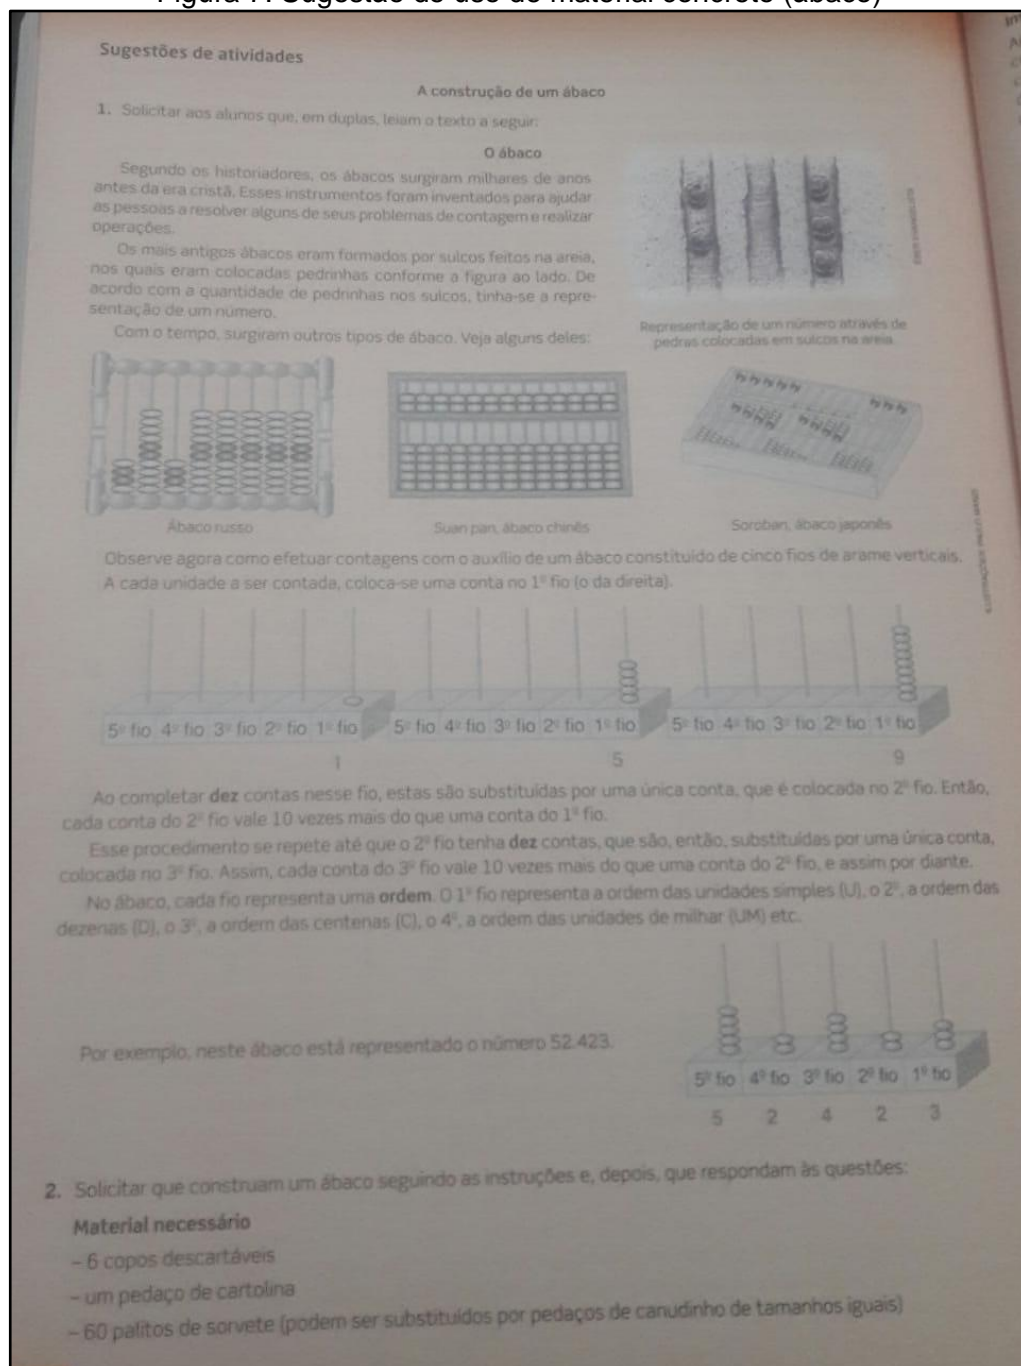 Sugestões de atividades
A construção de um ábaco
1. Solicitar aos alunos que, em duplas, leiam o texto a seguir:
O ábaco
Segundo os historiadores, os ábacos surgiram milhares de anos
antes da era cristã. Esses instrumentos foram inventados para ajudar
as pessoas a resolver alguns de seus problemas de contagem e realizar
operações.
Os mais antigos ábacos eram formados por sulcos feitos na areia,
nos quais eram colocadas pedrinhas conforme a figura ao lado. De
acordo com a quantidade de pedrinhas nos sulcos, tinha-se a repre-
sentação de um número.
Com o tempo, surgiram outros tipos de ábaco. Veja alguns deles:
Representação de um número através de
pedras colocadas em sulcos na areia.
Ábaco russo
Suan pan, ábaco chinês
Soroban, ábaco japonês
Observe agora como efetuar contagens com o auxílio de um ábaco constituído de cinco fios de arame verticais.
A cada unidade a ser contada, coloca-se uma conta no 1º fio (o da direita).
5º fio 4º fio 3º fio 2º fio 1º fio
1
5º fio 4º fio 3º fio 2º fio 1º fio
5
5º fio 4º fio 3º fio 2º fio 1º fio
9
Ao completar dez contas nesse fio, estas são substituídas por uma única conta, que é colocada no 2º fio. Então,
cada conta do 2º fio vale 10 vezes mais do que uma conta do 1º fio.
Esse procedimento se repete até que o 2º fio tenha dez contas, que são, então, substituídas por uma única conta,
colocada no 3º fio. Assim, cada conta do 3º fio vale 10 vezes mais do que uma conta do 2º fio, e assim por diante.
No ábaco, cada fio representa uma ordem. O 1º fio representa a ordem das unidades simples (U), o 2º, a ordem das
dezenas (D), o 3º, a ordem das centenas (C), o 4º, a ordem das unidades de milhar (UM) etc.
Por exemplo, neste ábaco está representado o número 52.423.
5º fio 4º fio 3º fio 2º fio 1º fio
5 2 4 2 3
2. Solicitar que construam um ábaco seguindo as instruções e, depois, que respondam às questões:
Material necessário
– 6 copos descartáveis
– um pedaço de cartolina
– 60 palitos de sorvete (podem ser substituídos por pedaços de canudinho de tamanhos iguais)